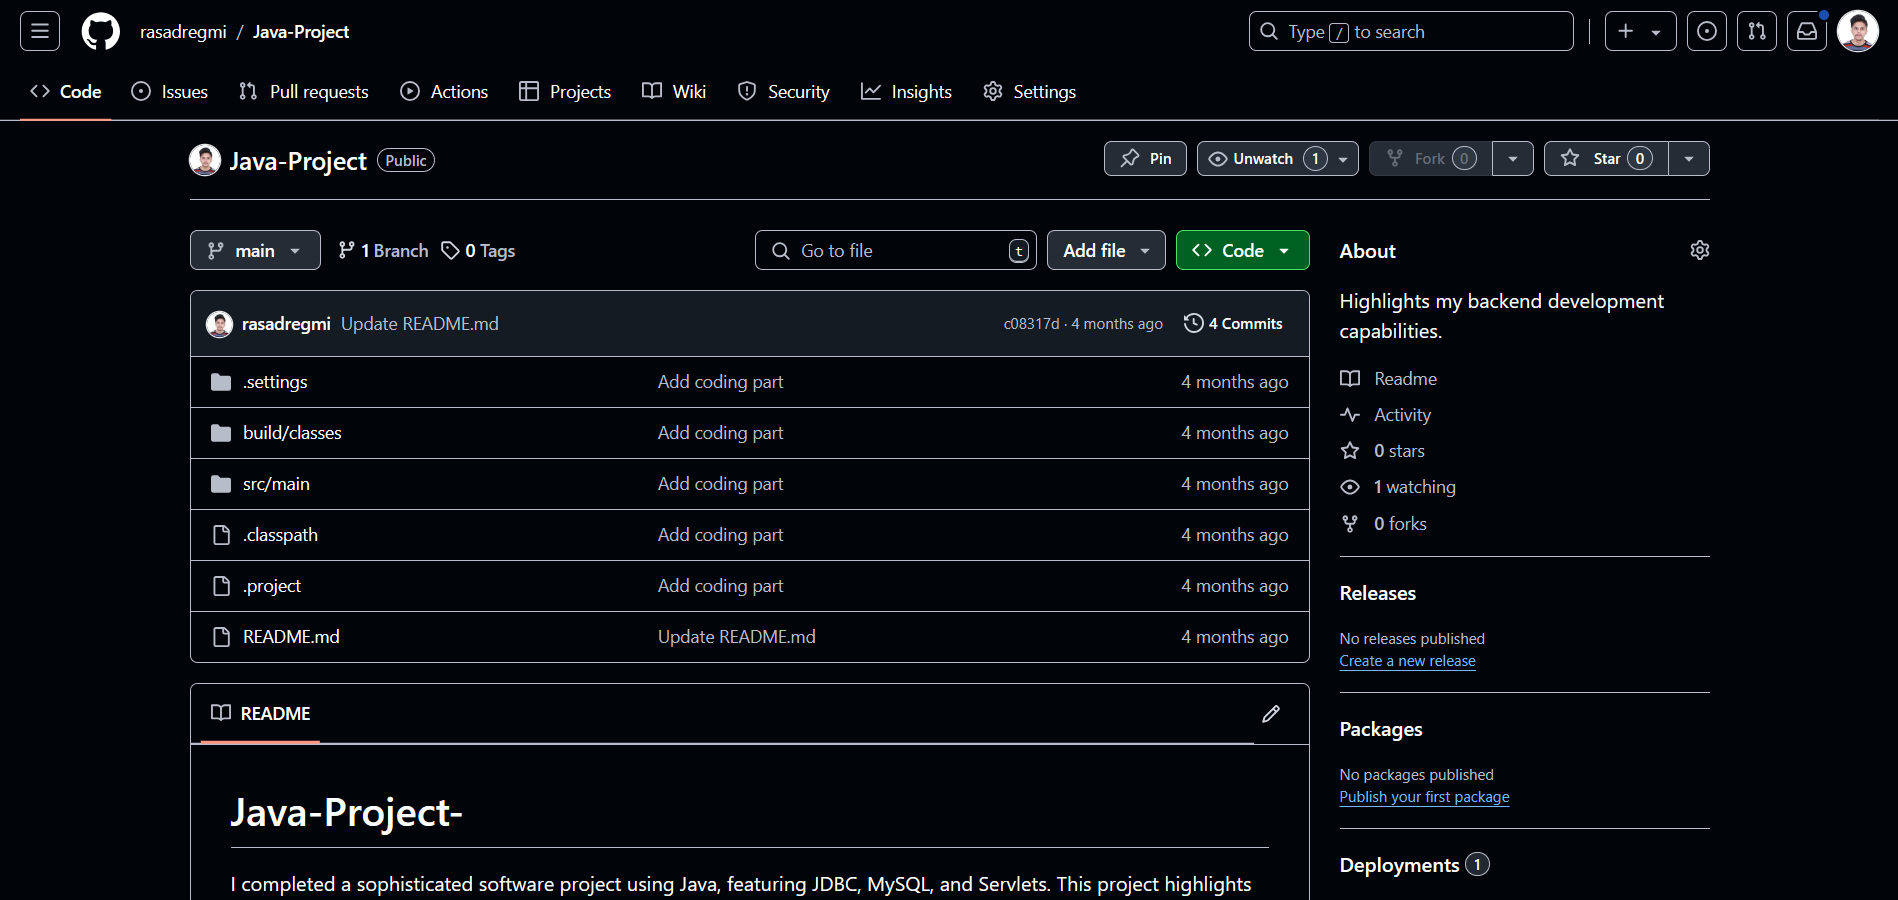 rasadregmi / Java-Project
Type / to search
Code Issues Pull requests Actions Projects Wiki Security Insights Settings
Java-Project Public
Pin Unwatch 1 Fork 0 Star 0
main 1 Branch 0 Tags
Go to file t Add file Code
rasadregmi Update README.md c08317d · 4 months ago 4 Commits
.settings Add coding part 4 months ago
build/classes Add coding part 4 months ago
src/main Add coding part 4 months ago
.classpath Add coding part 4 months ago
.project Add coding part 4 months ago
README.md Update README.md 4 months ago
README
Java-Project-
I completed a sophisticated software project using Java, featuring JDBC, MySQL, and Servlets. This project highlights
About
Highlights my backend development
capabilities.
Readme
Activity
0 stars
1 watching
0 forks
Releases
No releases published
Create a new release
Packages
No packages published
Publish your first package
Deployments 1